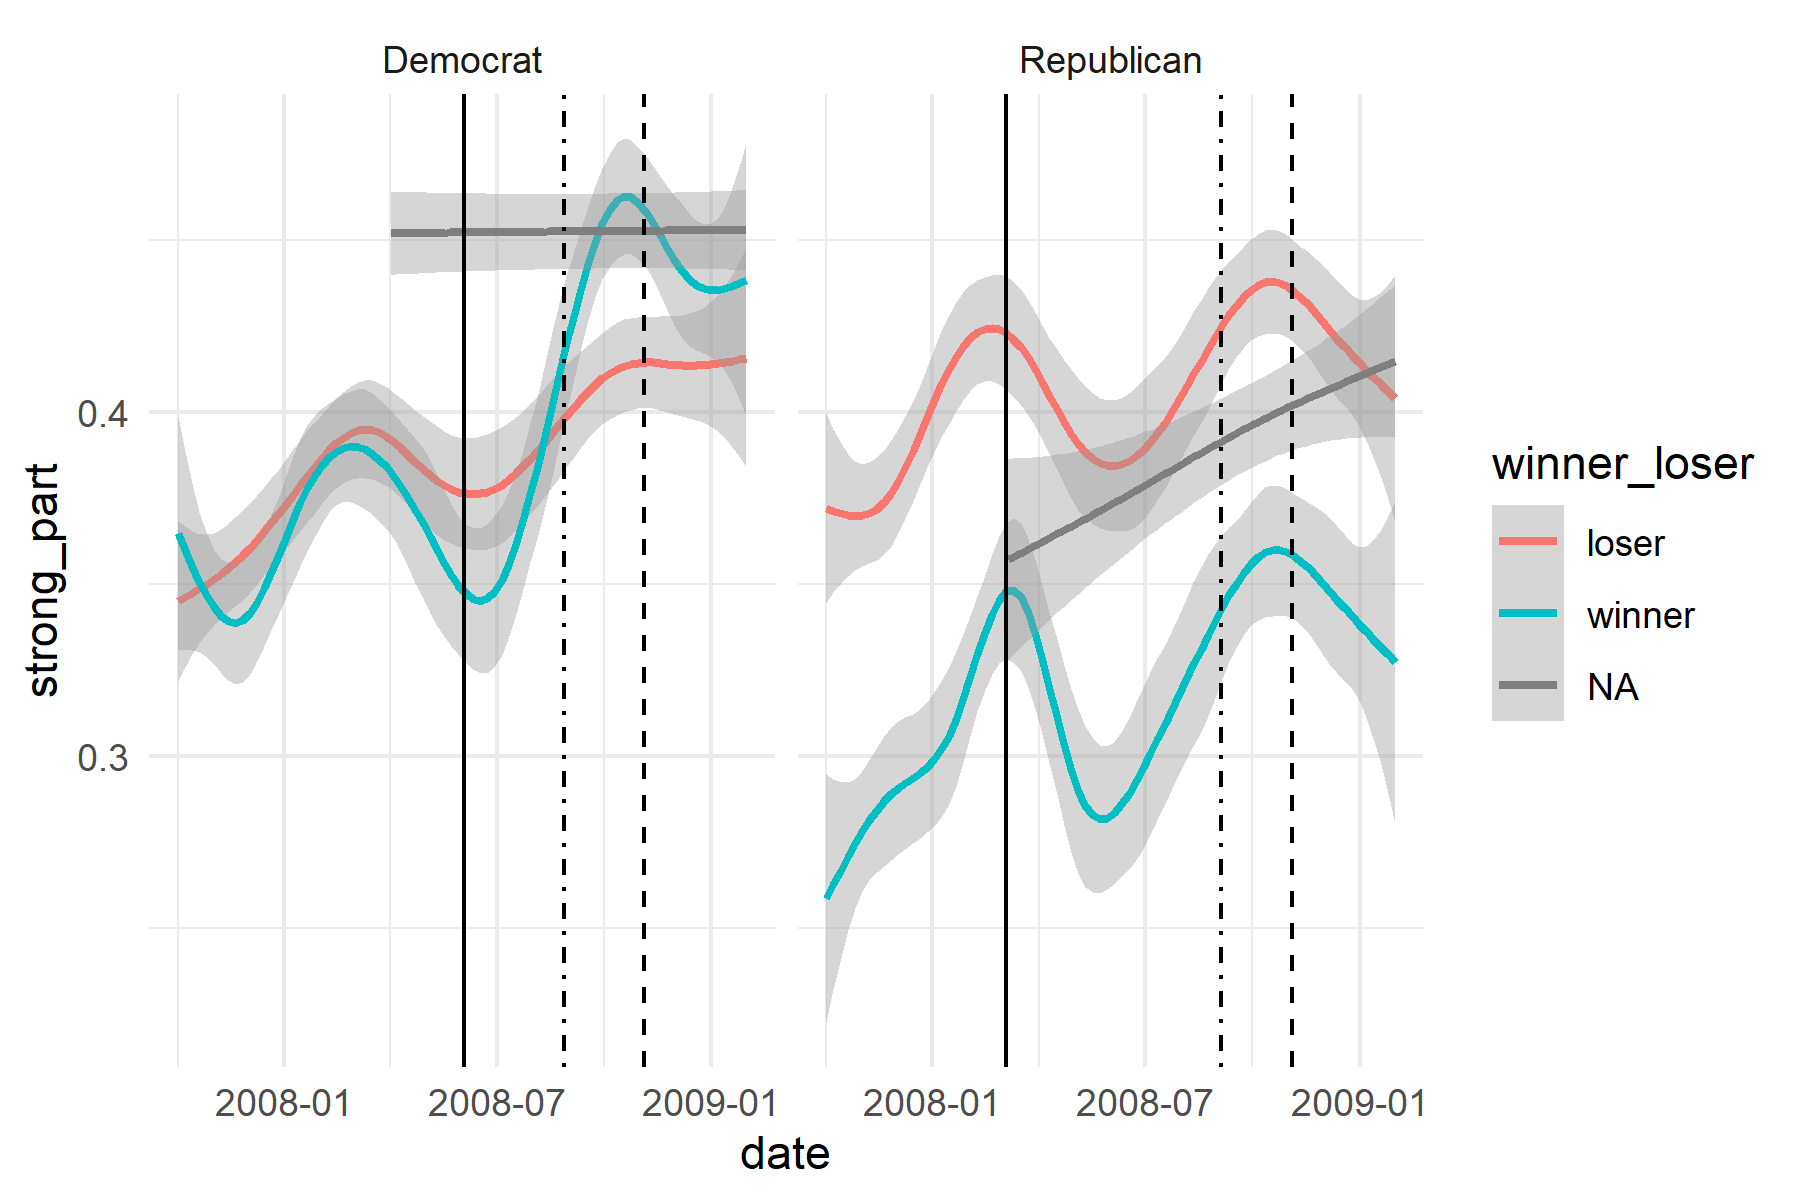 Democrat
Republican
strong_part
0.4
0.3
2008-01
2008-07
2009-01
2008-01
2008-07
2009-01
date
winner_loser
loser
winner
NA